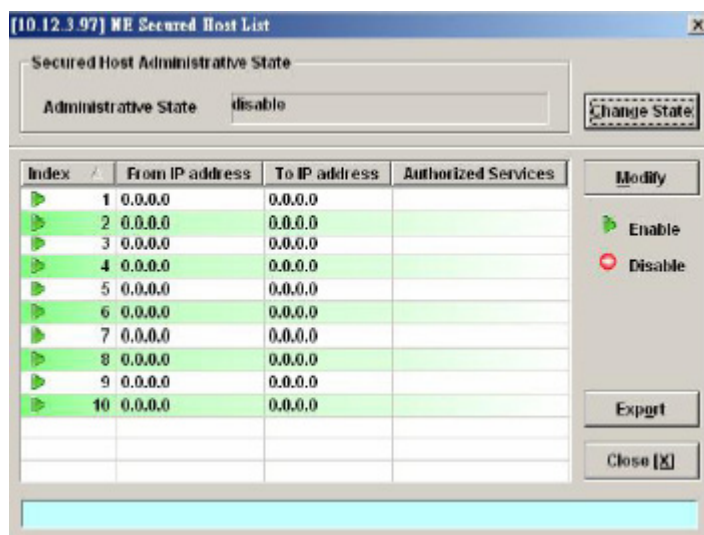 [10.12.3.97] NE Secured Host List
Secured Host Administrative State
Administrative State disable
Change State
Index From IP address To IP address Authorized Services
1 0.0.0.0 0.0.0.0
2 0.0.0.0 0.0.0.0
3 0.0.0.0 0.0.0.0
4 0.0.0.0 0.0.0.0
5 0.0.0.0 0.0.0.0
6 0.0.0.0 0.0.0.0
7 0.0.0.0 0.0.0.0
8 0.0.0.0 0.0.0.0
9 0.0.0.0 0.0.0.0
10 0.0.0.0 0.0.0.0
Modify
Enable
Disable
Export
Close [X]